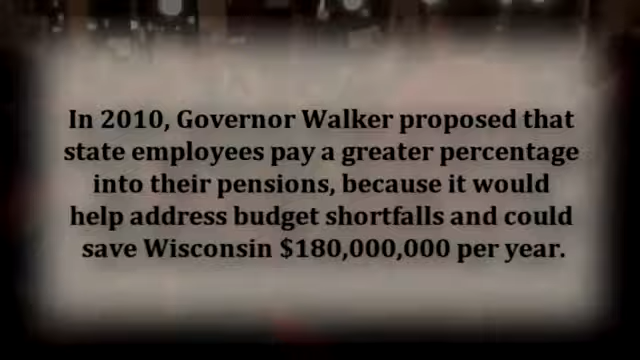 In 2010, Governor Walker proposed that
state employees pay a greater percentage
into their pensions, because it would
help address budget shortfalls and could
save Wisconsin $180,000,000 per year.